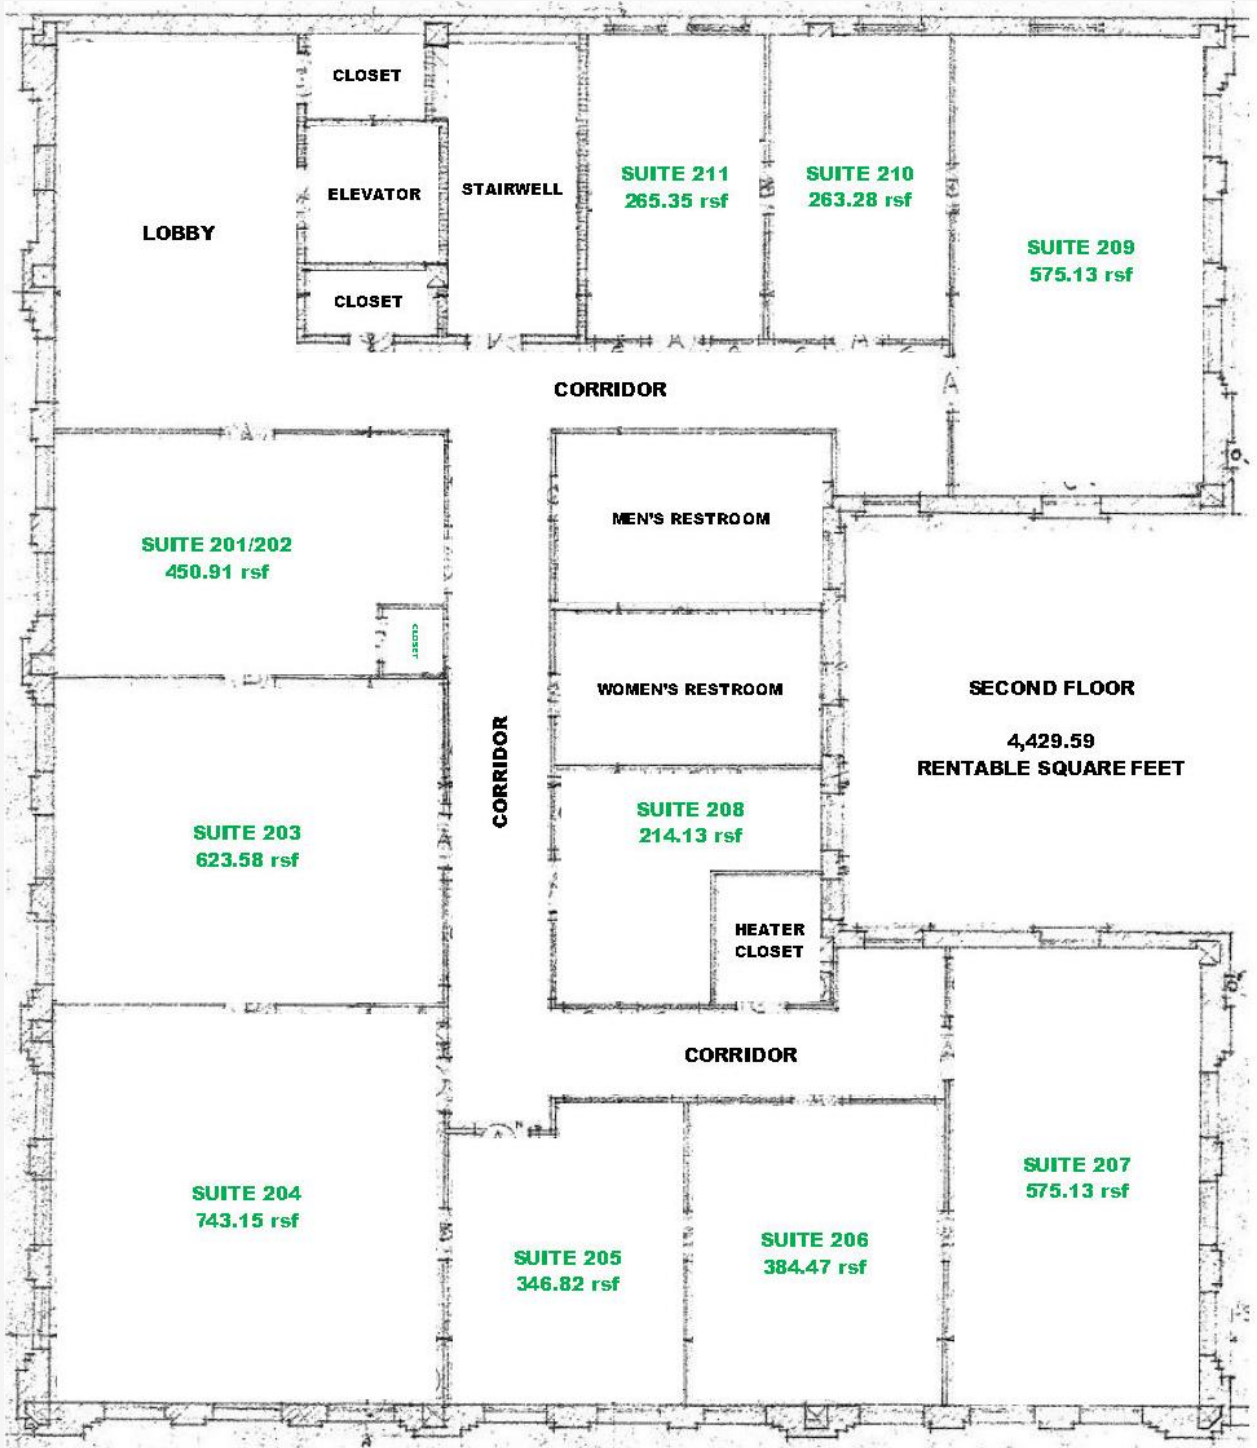 CLOSET
SUITE 211
265.35 rsf
SUITE 210
263.28 rsf
ELEVATOR
STAIRWELL
LOBBY
SUITE 209
575.13 rsf
CLOSET
CORRIDOR
MEN'S RESTROOM
SUITE 201/202
450.91 rsf
CLOSET
WOMEN'S RESTROOM
SECOND FLOOR
4,429.59
RENTABLE SQUARE FEET
CORRIDOR
SUITE 208
214.13 rsf
SUITE 203
623.58 rsf
HEATER
CLOSET
CORRIDOR
SUITE 207
575.13 rsf
SUITE 204
743.15 rsf
SUITE 206
384.47 rsf
SUITE 205
346.82 rsf